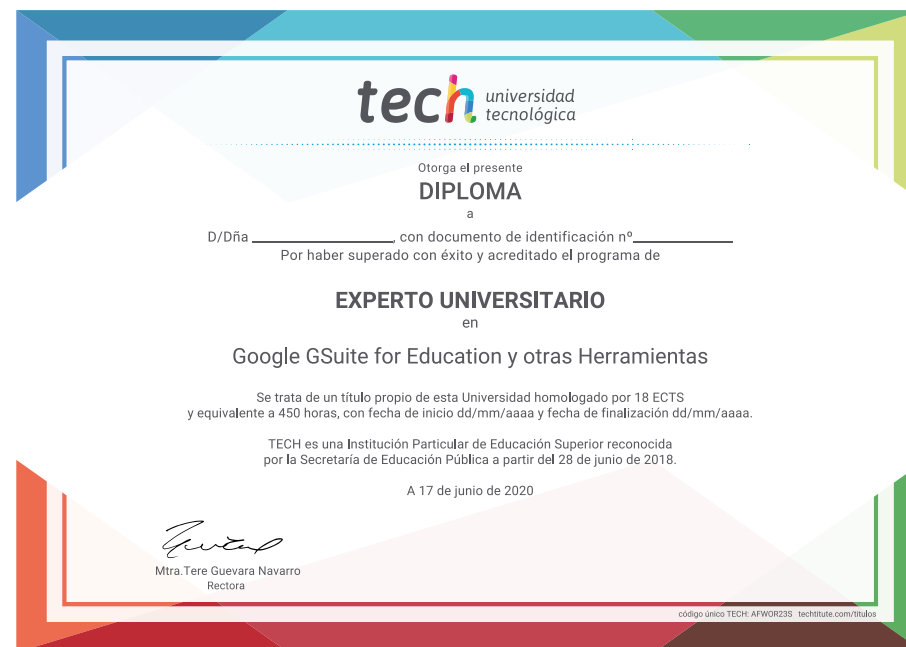 tech universidad
tecnológica
Otorga el presente
DIPLOMA
a
D/Dña ____________, con documento de identificación nº____________
Por haber superado con éxito y acreditado el programa de
EXPERTO UNIVERSITARIO
en
Google GSuite for Education y otras Herramientas
Se trata de un título propio de esta Universidad homologado por 18 ECTS
y equivalente a 450 horas, con fecha de inicio dd/mm/aaaa y fecha de finalización dd/mm/aaaa.
TECH es una Institución Particular de Educación Superior reconocida
por la Secretaría de Educación Pública a partir del 28 de junio de 2018.
A 17 de junio de 2020
Mtra.Tere Guevara Navarro
Rectora
código único TECH: AFWOR23S techtitute.com/titulos